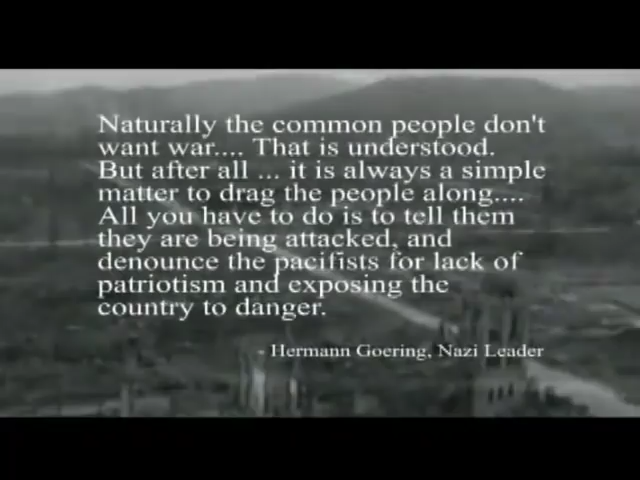 Naturally the common people don't
want war.... That is understood.
But after all ... it is always a simple
matter to drag the people along....
All you have to do is to tell them
they are being attacked, and
denounce the pacifists for lack of
patriotism and exposing the
country to danger.
- Hermann Goering, Nazi Leader